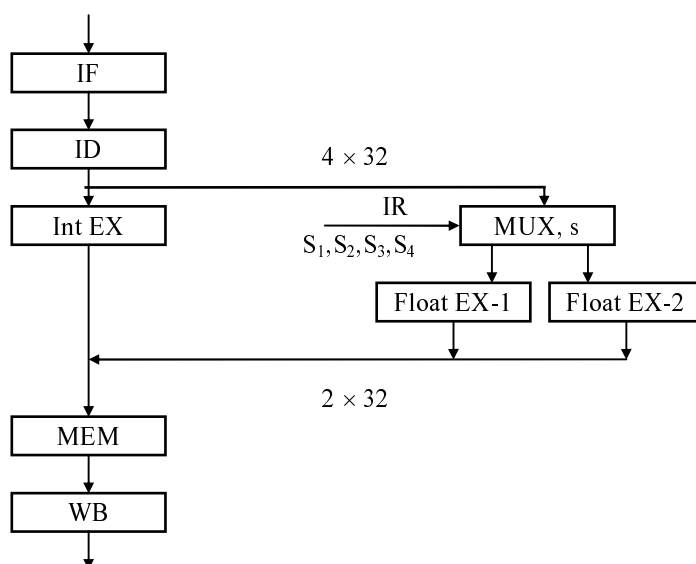 IF
ID
4 × 32
Int EX
IR
S₁,S₂,S₃,S₄
MUX, s
Float EX-1
Float EX-2
2 × 32
MEM
WB